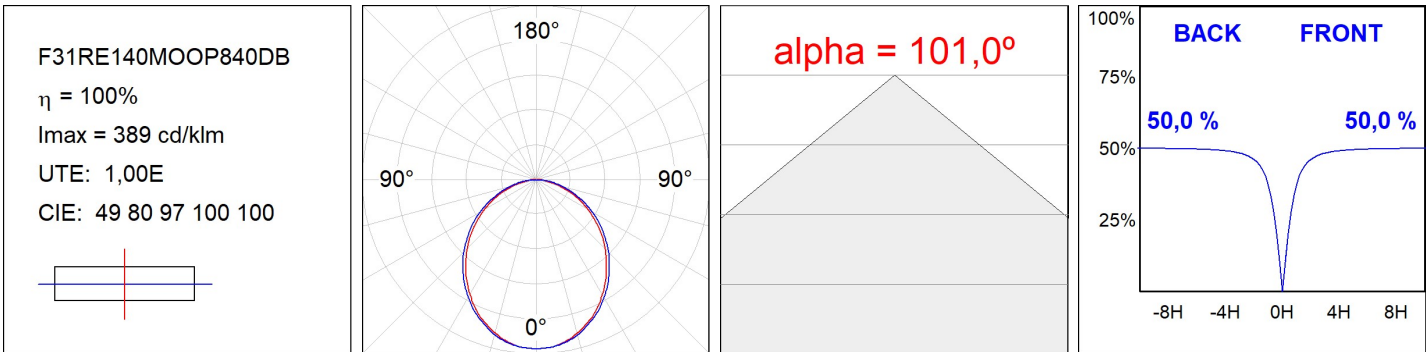 F31RE140MOOP840DB
η = 100%
Imax = 389 cd/klm
UTE: 1,00E
CIE: 49 80 97 100 100
180°
90° 90°
0°
alpha = 101,0º
100%
BACK FRONT
75%
50,0 % 50,0 %
50%
25%
-8H -4H 0H 4H 8H